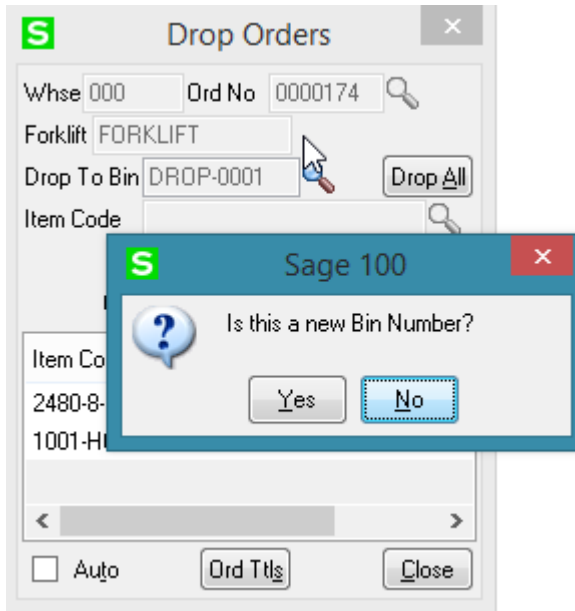 S Drop Orders
Whse 000 Ord No 0000174
Forklift FORKLIFT
Drop To Bin DROP-0001 Drop All
Item Code
S Sage 100
? Is this a new Bin Number?
Item Co
Yes No
2480-8-
1001-H
Auto Ord Ttls Close